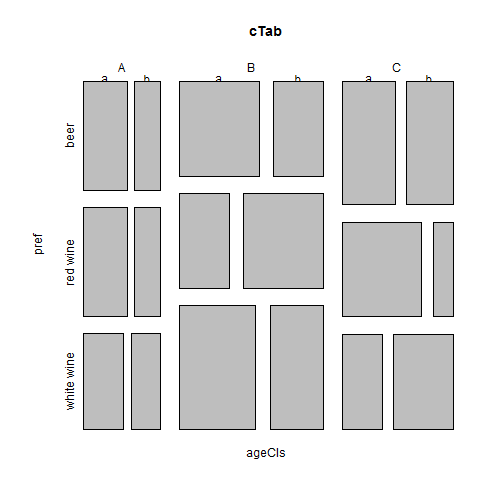 cTab
A B C
a b a b a b
beer
red wine
white wine
pref
ageCls